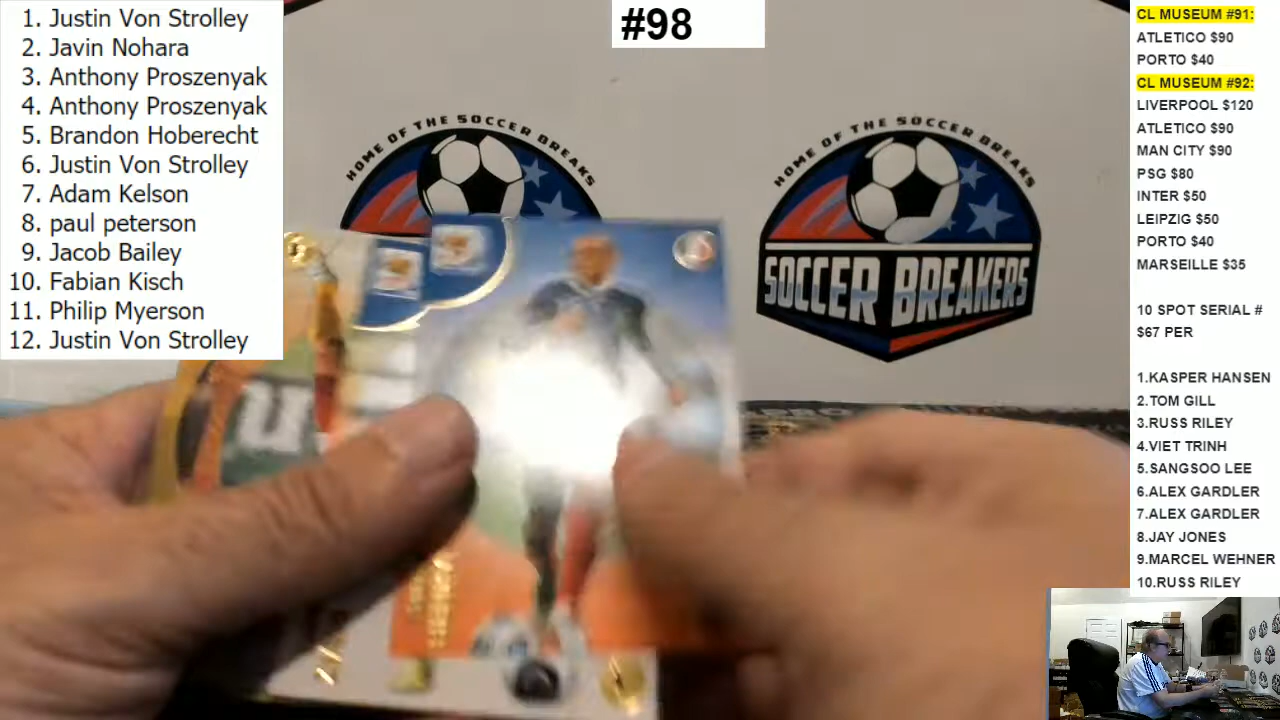 1. Justin Von Strolley
2. Javin Nohara
3. Anthony Proszenyak
4. Anthony Proszenyak
5. Brandon Hoberecht
6. Justin Von Strolley
7. Adam Kelson
8. paul peterson
9. Jacob Bailey
10. Fabian Kisch
11. Philip Myerson
12. Justin Von Strolley
#98
HOME OF THE SOCCER BREAKS
HOME OF THE SOCCER BREAKS
SOCCER BREAKERS
CL MUSEUM #91:
ATLETICO $90
PORTO $40
CL MUSEUM #92:
LIVERPOOL $120
ATLETICO $90
MAN CITY $90
PSG $80
INTER $50
LEIPZIG $50
PORTO $40
MARSEILLE $35
10 SPOT SERIAL #
$67 PER
1.KASPER HANSEN
2.TOM GILL
3.RUSS RILEY
4.VIET TRINH
5.SANGSOO LEE
6.ALEX GARDLER
7.ALEX GARDLER
8.JAY JONES
9.MARCEL WEHNER
10.RUSS RILEY